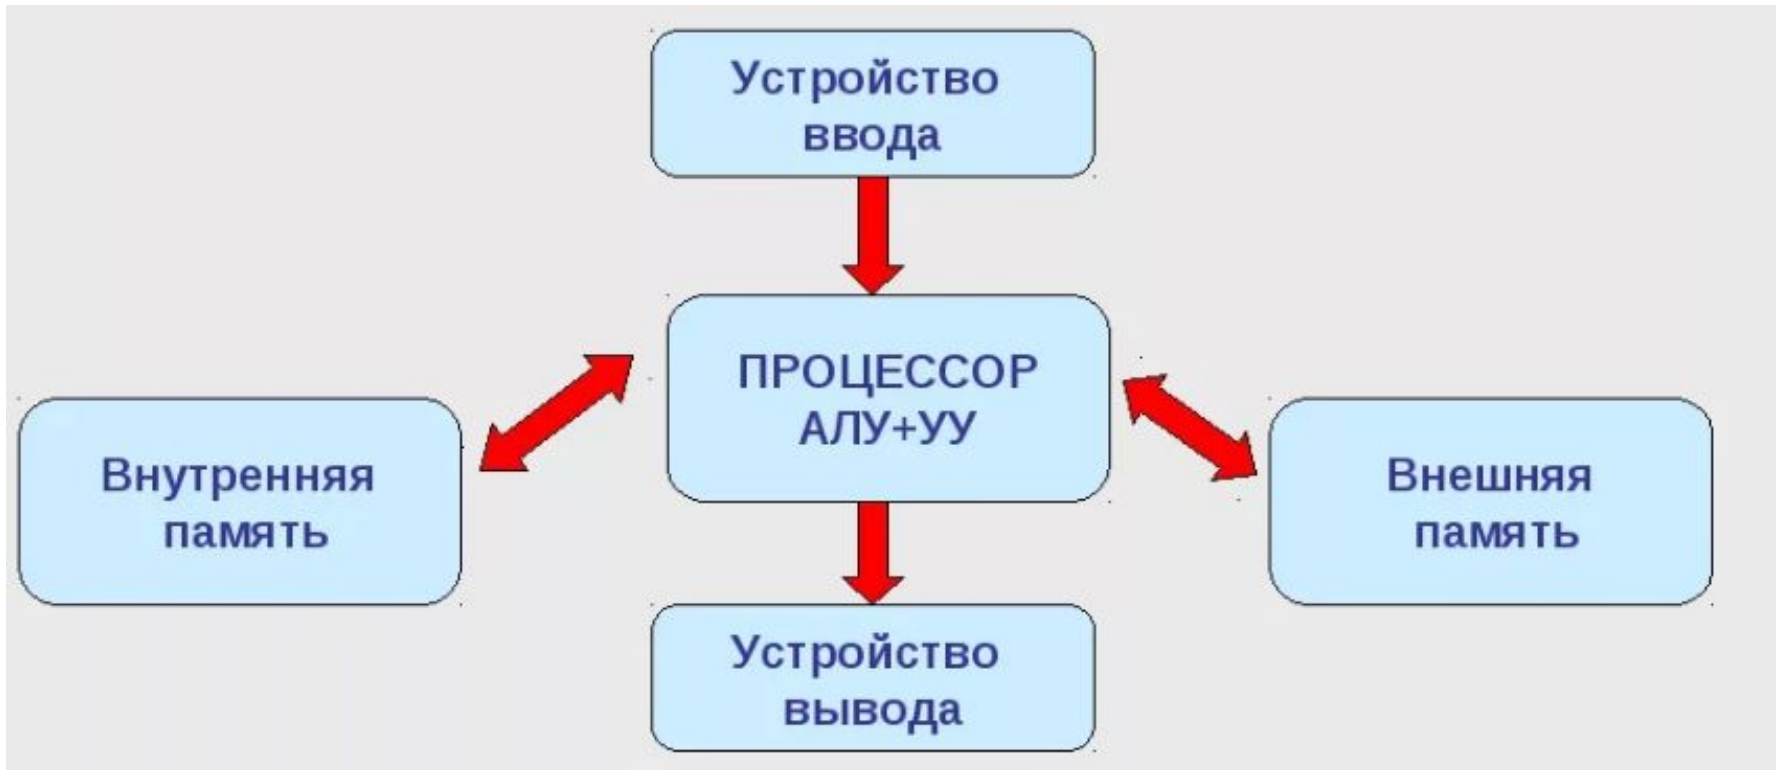 Устройство
ввода
ПРОЦЕССОР
АЛУ+УУ
Внутренняя
память
Внешняя
память
Устройство
вывода